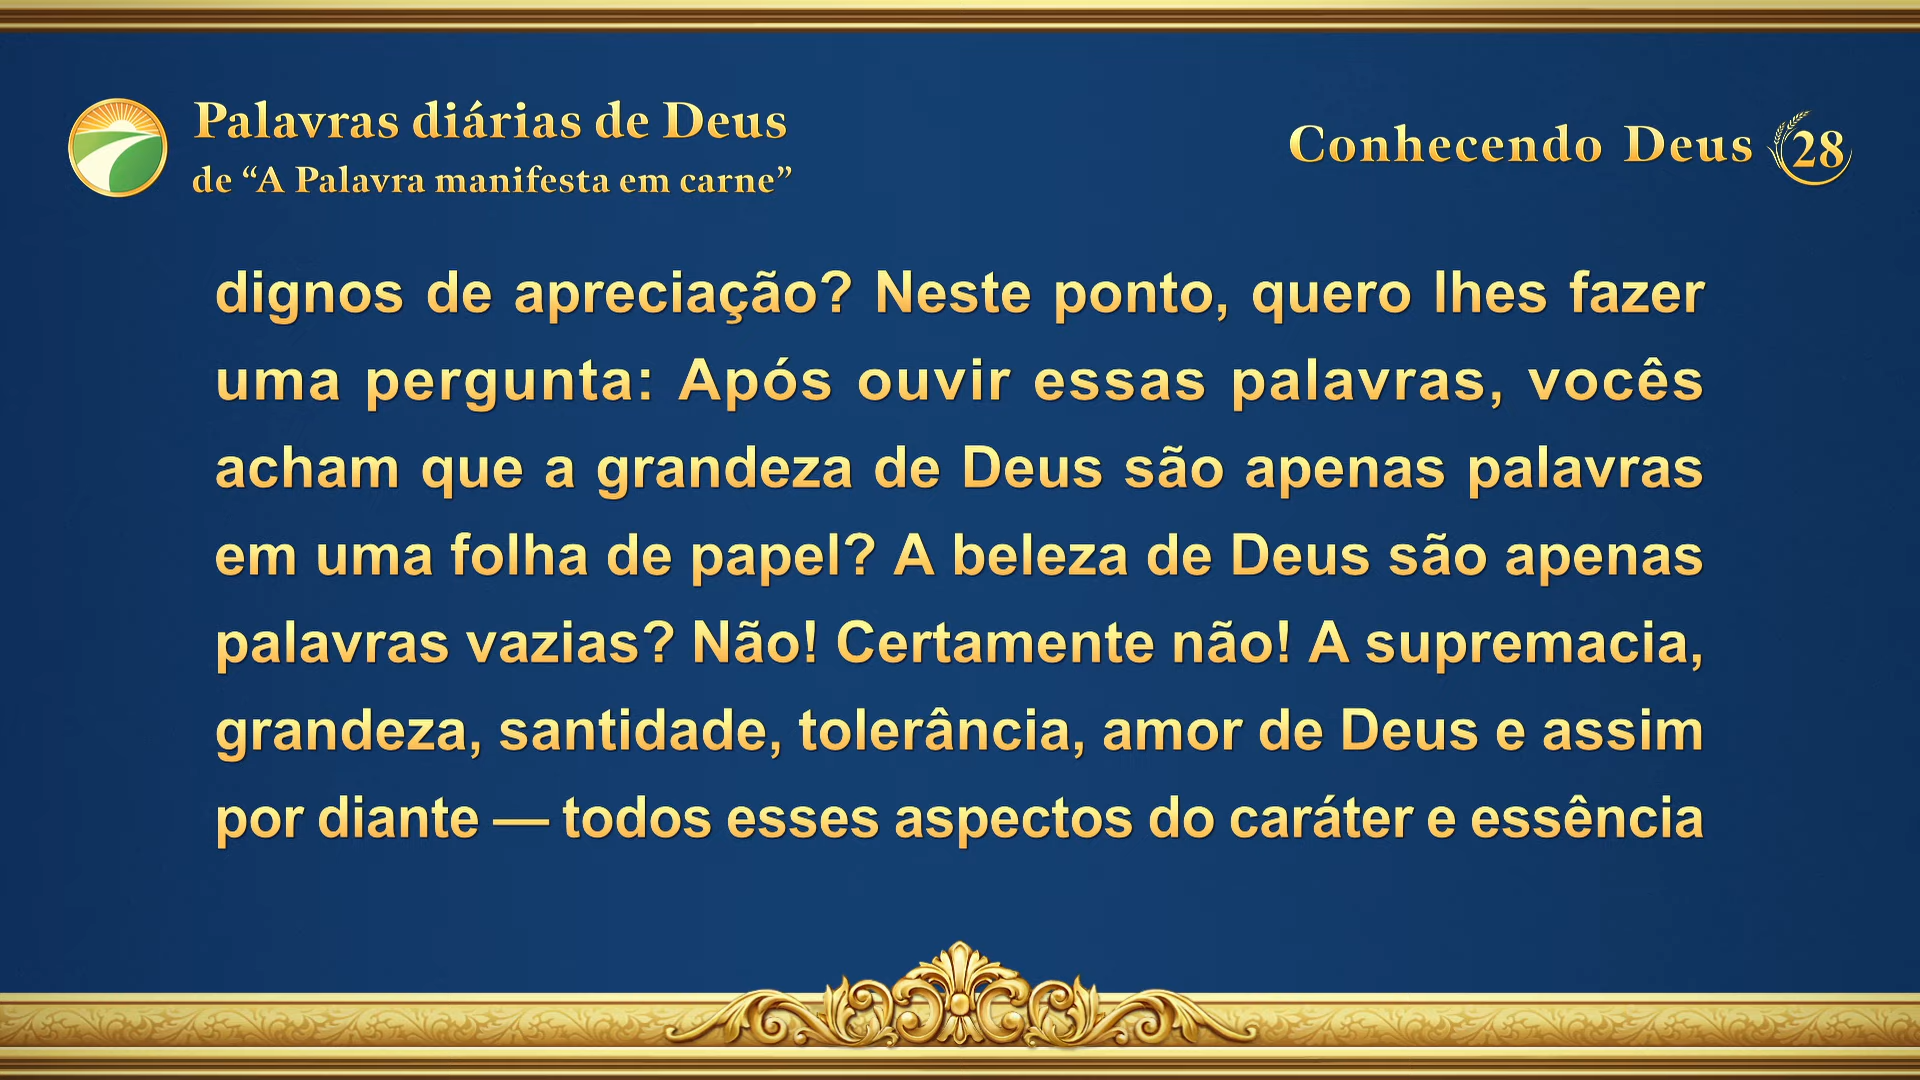 Palavras diárias de Deus
de “A Palavra manifesta em carne”
Conhecendo Deus 28
dignos de apreciação? Neste ponto, quero lhes fazer
uma pergunta: Após ouvir essas palavras, vocês
acham que a grandeza de Deus são apenas palavras
em uma folha de papel? A beleza de Deus são apenas
palavras vazias? Não! Certamente não! A supremacia,
grandeza, santidade, tolerância, amor de Deus e assim
por diante — todos esses aspectos do caráter e essência